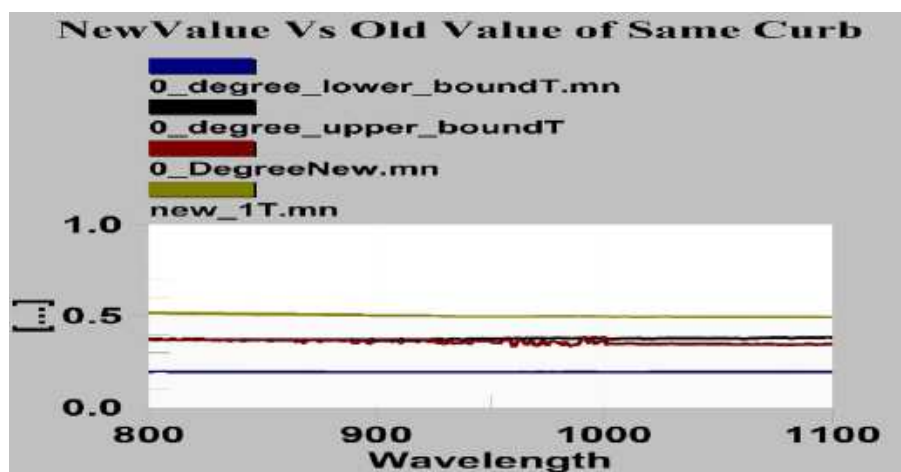 NewValue Vs Old Value of Same Curb
0_degree_lower_boundT.mn
0_degree_upper_boundT
0_DegreeNew.mn
new_1T.mn
1.0
[...]
0.5
0.0
800 900 1000 1100
Wavelength